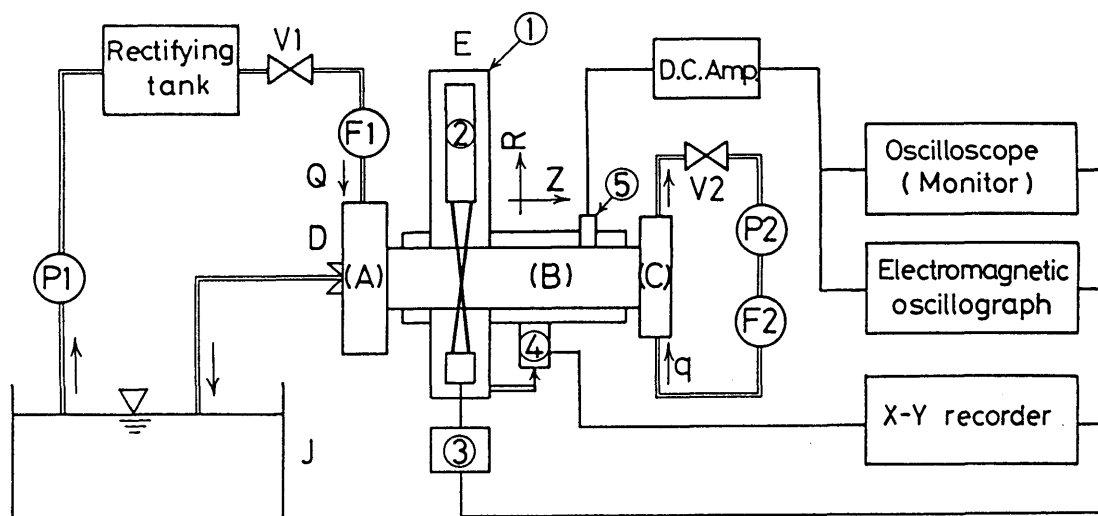 Rectifying
tank
V1
E
①
D.C.Amp.
F1
②
R
Z
⑤
Q
V2
Oscilloscope
(Monitor)
D
P1
(A)
(B)
(C)
P2
Electromagnetic
oscillograph
F2
④
q
X-Y recorder
J
③